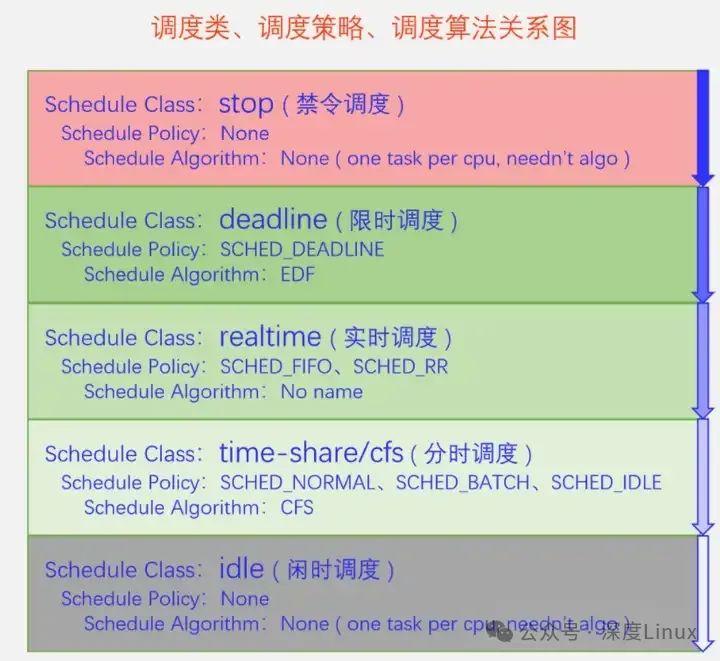 调度类、调度策略、调度算法关系图
Schedule Class：stop ( 禁令调度 )
Schedule Policy：None
Schedule Algorithm：None ( one task per cpu, needn't algo )
Schedule Class：deadline ( 限时调度 )
Schedule Policy：SCHED_DEADLINE
Schedule Algorithm：EDF
Schedule Class：realtime ( 实时调度 )
Schedule Policy：SCHED_FIFO、SCHED_RR
Schedule Algorithm：No name
Schedule Class：time-share/cfs ( 分时调度 )
Schedule Policy：SCHED_NORMAL、SCHED_BATCH、SCHED_IDLE
Schedule Algorithm：CFS
Schedule Class：idle ( 闲时调度 )
Schedule Policy：None
Schedule Algorithm：None ( one task per cpu, needn't algo )
公众号 · 深度Linux